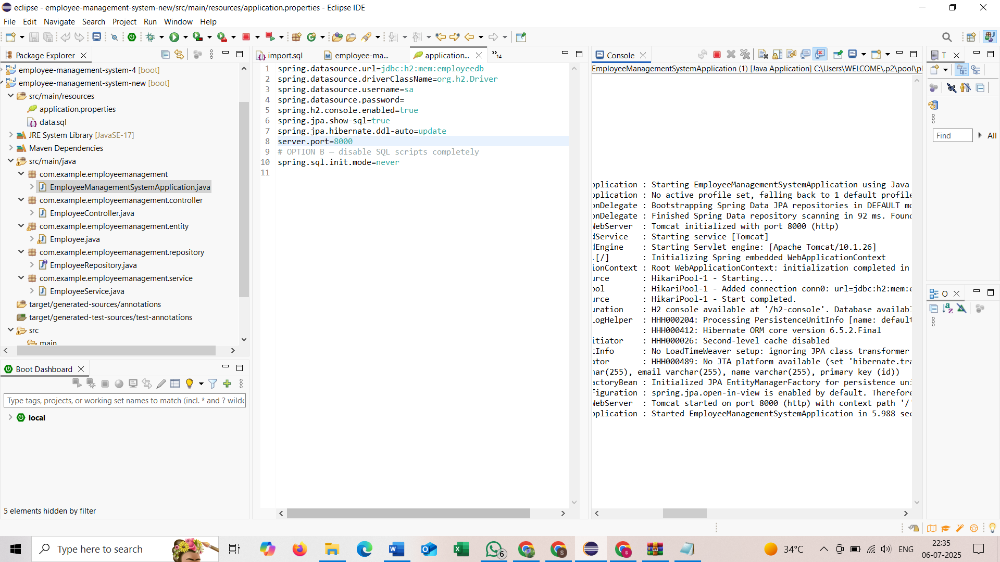 eclipse - employee-management-system-new/src/main/resources/application.properties - Eclipse IDE
File Edit Navigate Search Project Run Window Help
Package Explorer
employee-management-system-4 [boot]
employee-management-system-new [boot]
src/main/resources
application.properties
data.sql
JRE System Library [JavaSE-17]
Maven Dependencies
src/main/java
com.example.employeemanagement
EmployeeManagementSystemApplication.java
com.example.employeemanagement.controller
EmployeeController.java
com.example.employeemanagement.entity
Employee.java
com.example.employeemanagement.repository
EmployeeRepository.java
com.example.employeemanagement.service
EmployeeService.java
target/generated-sources/annotations
target/generated-test-sources/test-annotations
src
main
Boot Dashboard
Type tags, projects, or working set names to match (incl. * and ? wildc
local
5 elements hidden by filter
import.sql employee-ma... application... »14
1 spring.datasource.url=jdbc:h2:mem:employeedb
2 spring.datasource.driverClassName=org.h2.Driver
3 spring.datasource.username=sa
4 spring.datasource.password=
5 spring.h2.console.enabled=true
6 spring.jpa.show-sql=true
7 spring.jpa.hibernate.ddl-auto=update
8 server.port=8000
9 # OPTION B – disable SQL scripts completely
10 spring.sql.init.mode=never
11
Console
EmployeeManagementSystemApplication (1) [Java Application] C:\Users\WELCOME\.p2\pool\pl
pplication : Starting EmployeeManagementSystemApplication using Java
pplication : No active profile set, falling back to 1 default profile
onDelegate : Bootstrapping Spring Data JPA repositories in DEFAULT mo
onDelegate : Finished Spring Data repository scanning in 92 ms. Found
WebServer : Tomcat initialized with port 8000 (http)
dService : Starting service [Tomcat]
dEngine : Starting Servlet engine: [Apache Tomcat/10.1.26]
.[/] : Initializing Spring embedded WebApplicationContext
ionContext : Root WebApplicationContext: initialization completed in
urce : HikariPool-1 - Starting...
ool : HikariPool-1 - Added connection conn0: url=jdbc:h2:mem:e
urce : HikariPool-1 - Start completed.
uration : H2 console available at '/h2-console'. Database availabl
LogHelper : HHH000204: Processing PersistenceUnitInfo [name: default
: HHH000412: Hibernate ORM core version 6.5.2.Final
itiator : HHH000026: Second-level cache disabled
tInfo : No LoadTimeWeaver setup: ignoring JPA class transformer
ator : HHH000489: No JTA platform available (set 'hibernate.tra
har(255), email varchar(255), name varchar(255), primary key (id))
actoryBean : Initialized JPA EntityManagerFactory for persistence uni
figuration : spring.jpa.open-in-view is enabled by default. Therefore
WebServer : Tomcat started on port 8000 (http) with context path '/'
pplication : Started EmployeeManagementSystemApplication in 5.988 sec
T
Find
All
O
Type here to search
6
34°C
ENG
22:35
06-07-2025